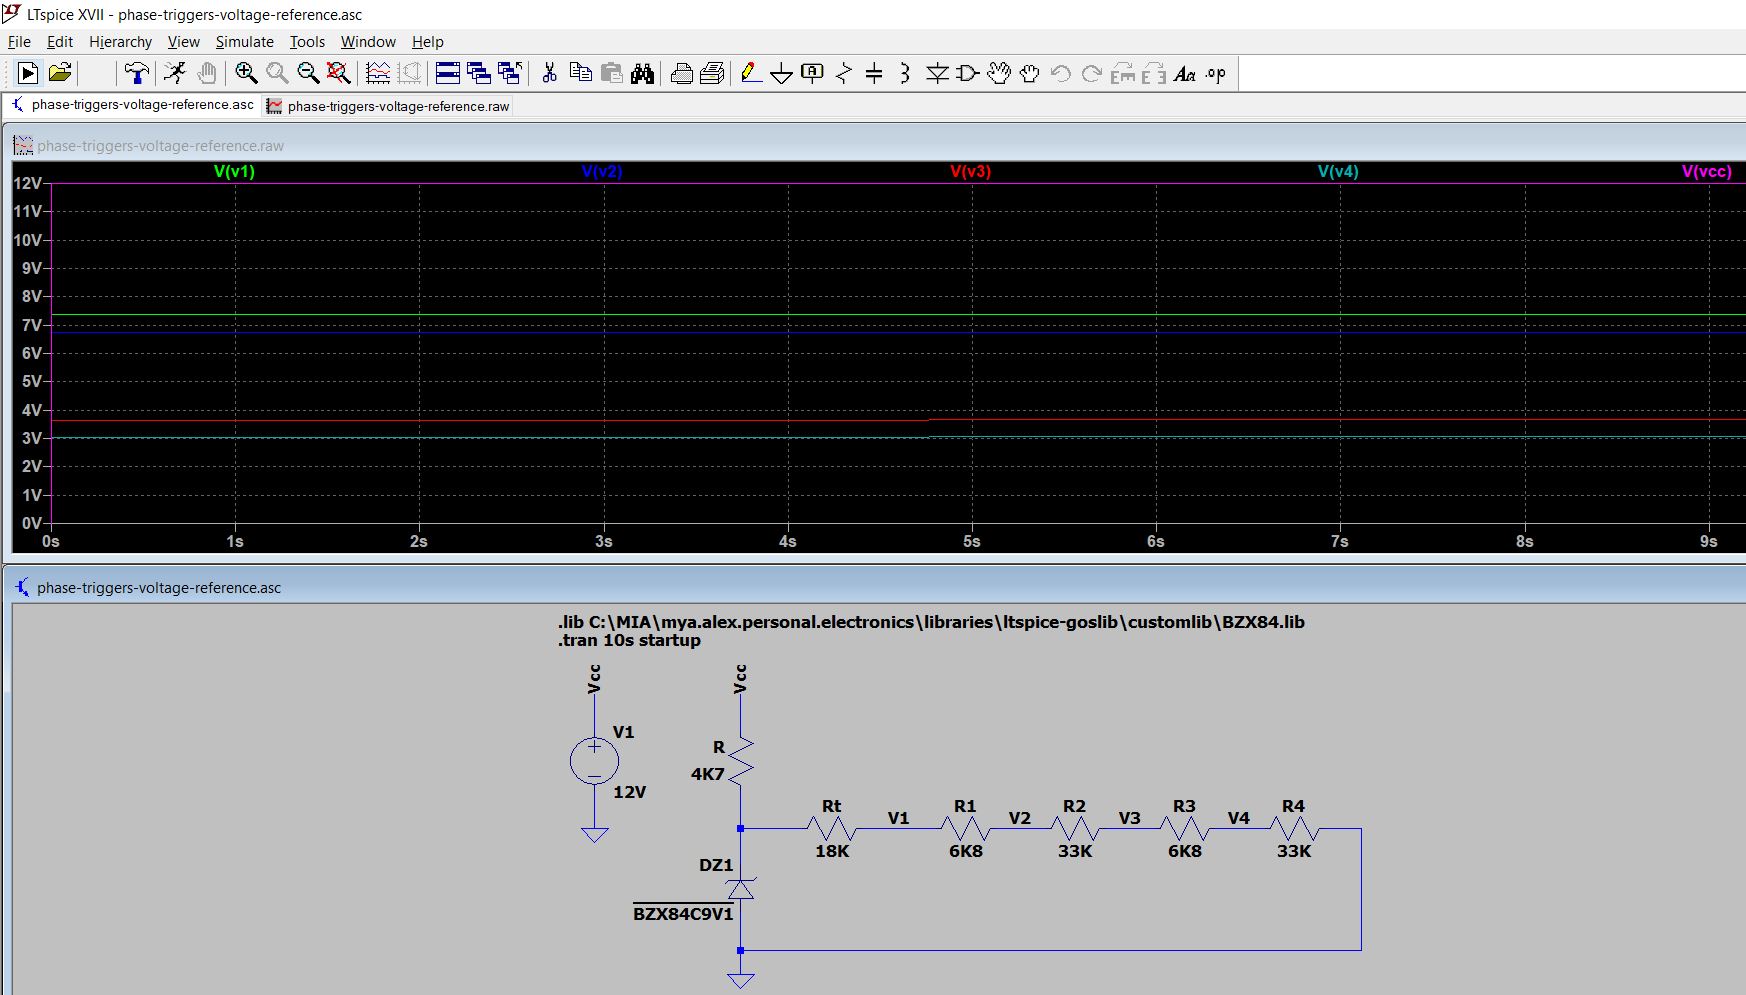 LTspice XVII - phase-triggers-voltage-reference.asc
File Edit Hierarchy View Simulate Tools Window Help
A Aa .op
phase-triggers-voltage-reference.asc phase-triggers-voltage-reference.raw
phase-triggers-voltage-reference.raw
V(v1) V(v2) V(v3) V(v4) V(vcc)
12V
11V
10V
9V
8V
7V
6V
5V
4V
3V
2V
1V
0V
0s 1s 2s 3s 4s 5s 6s 7s 8s 9s
phase-triggers-voltage-reference.asc
.lib C:\MIA\mya.alex.personal.electronics\libraries\ltspice-goslib\customlib\BZX84.lib
.tran 10s startup
Vcc Vcc
V1
R
4K7
12V
Rt V1 R1 V2 R2 V3 R3 V4 R4
18K 6K8 33K 6K8 33K
DZ1
BZX84C9V1